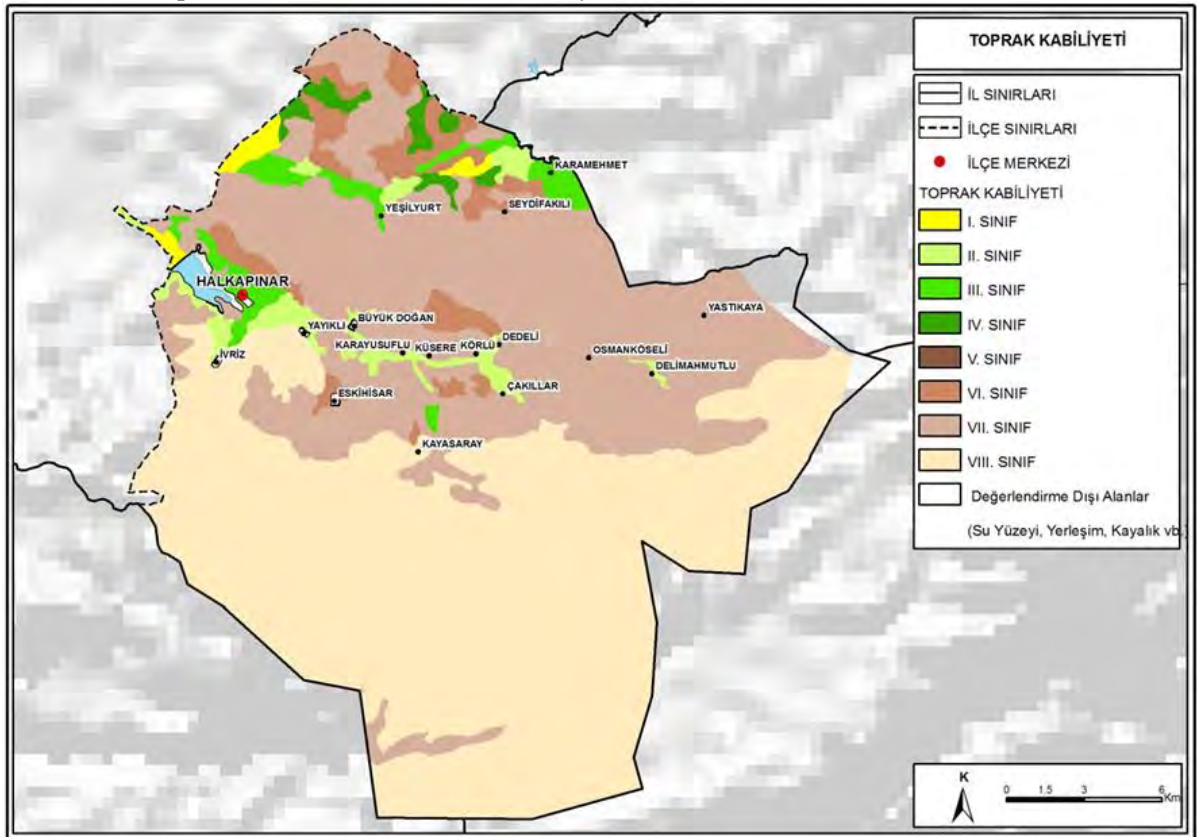 TOPRAK KABİLİYETİ
İL SINIRLARI
İLÇE SINIRLARI
İLÇE MERKEZİ
TOPRAK KABİLİYETİ
I. SINIF
II. SINIF
III. SINIF
IV. SINIF
V. SINIF
VI. SINIF
VII. SINIF
VIII. SINIF
Değerlendirme Dışı Alanlar
(Su Yüzeyi, Yerleşim, Kayalık vb.)
KARAMEHMET
YEŞİLYURT
SEYDİFAKILI
HALKAPINAR
YASTIKAYA
BÜYÜK DOĞAN
YAYIKLI
DEDELİ
KARAYUSUFLU
KÜSERE
KÖRLÜ
OSMANKÖSELİ
İVRİZ
DELİMAHMUTLU
ESKİHİSAR
ÇAKILLAR
KAYASARAY
K
0 1.5 3 6
Km